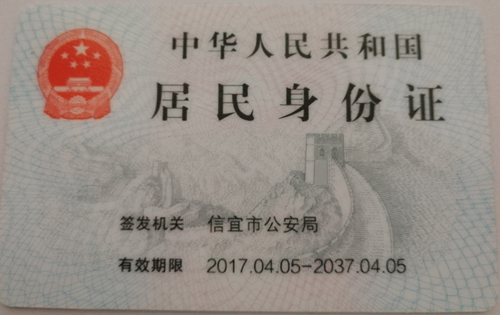 中华人民共和国
居民身份证
签发机关 信宜市公安局
有效期限 2017.04.05-2037.04.05